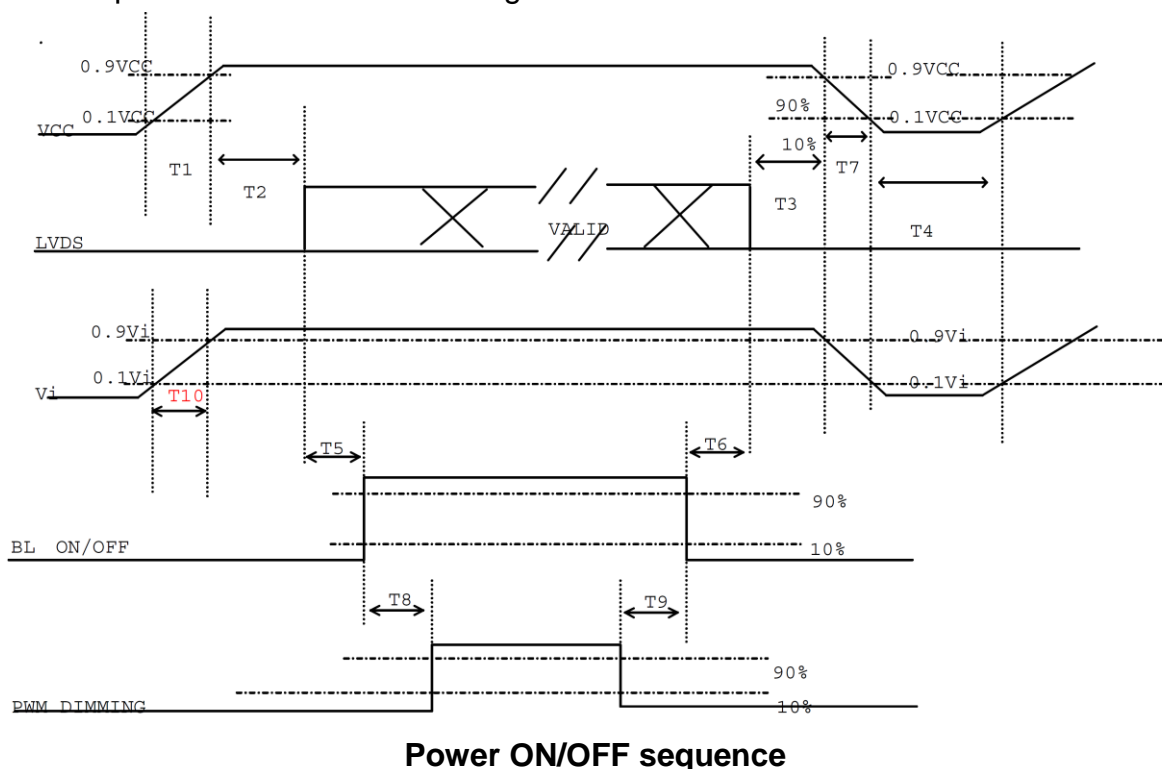 0.9VCC 0.9VCC
90%
0.1VCC 0.1VCC
VCC
10%
T1 T7
T2 T3
VALID T4
LVDS
0.9Vi 0.9Vi
0.1Vi 0.1Vi
Vi T10
T5 T6
90%
BL ON/OFF 10%
T8 T9
90%
PWM DIMMING 10%
Power ON/OFF sequence